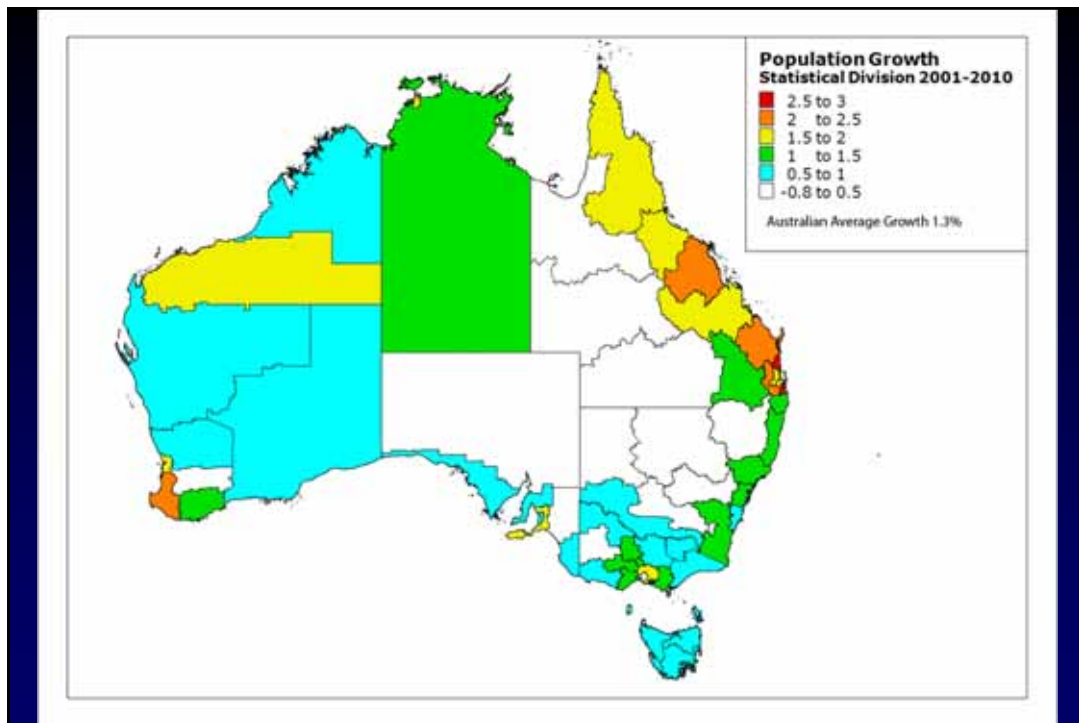 Population Growth
Statistical Division 2001-2010
2.5 to 3
2 to 2.5
1.5 to 2
1 to 1.5
0.5 to 1
-0.8 to 0.5
Australian Average Growth 1.3%